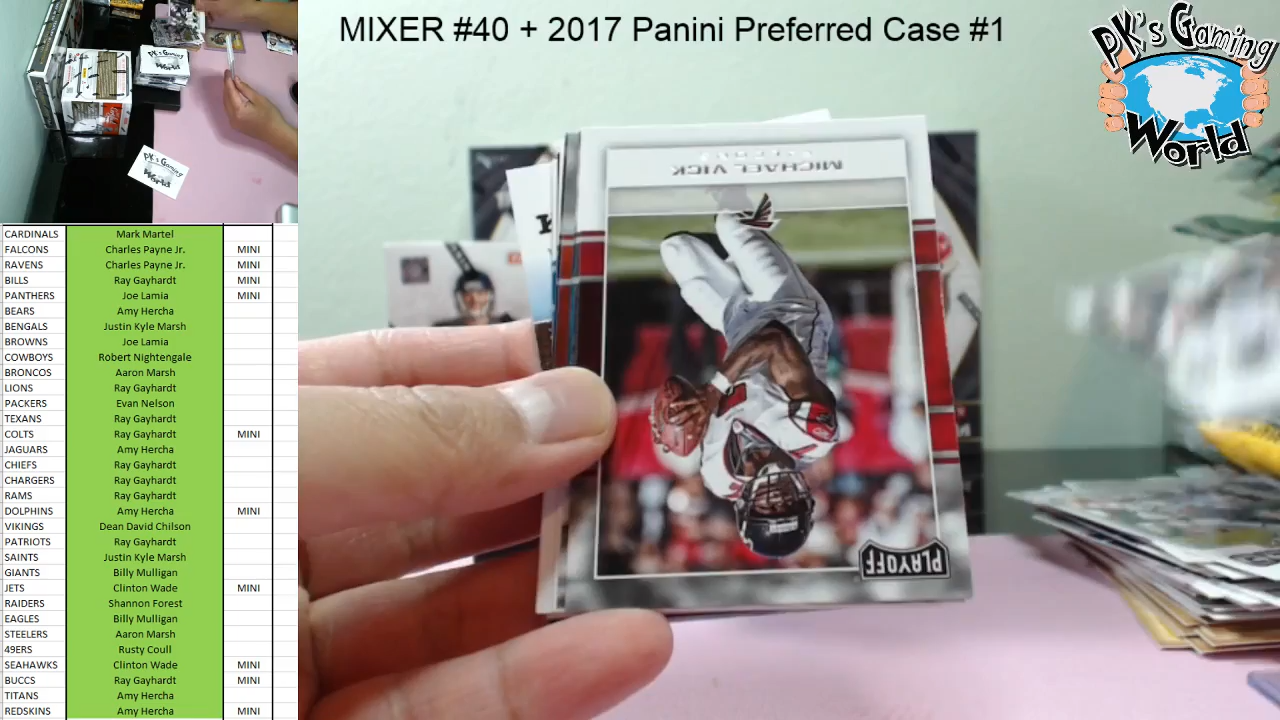 MIXER #40 + 2017 Panini Preferred Case #1
PK's Gaming
World
PK's Gaming
World
MICHAEL VICK
FALCONS
PLAYOFF
CARDINALS Mark Martel
FALCONS Charles Payne Jr. MINI
RAVENS Charles Payne Jr. MINI
BILLS Ray Gayhardt MINI
PANTHERS Joe Lamia MINI
BEARS Amy Hercha
BENGALS Justin Kyle Marsh
BROWNS Joe Lamia
COWBOYS Robert Nightengale
BRONCOS Aaron Marsh
LIONS Ray Gayhardt
PACKERS Evan Nelson
TEXANS Ray Gayhardt
COLTS Ray Gayhardt MINI
JAGUARS Amy Hercha
CHIEFS Ray Gayhardt
CHARGERS Ray Gayhardt
RAMS Ray Gayhardt
DOLPHINS Amy Hercha MINI
VIKINGS Dean David Chilson
PATRIOTS Ray Gayhardt
SAINTS Justin Kyle Marsh
GIANTS Billy Mulligan
JETS Clinton Wade MINI
RAIDERS Shannon Forest
EAGLES Billy Mulligan
STEELERS Aaron Marsh
49ERS Rusty Coull
SEAHAWKS Clinton Wade MINI
BUCCS Ray Gayhardt MINI
TITANS Amy Hercha
REDSKINS Amy Hercha MINI